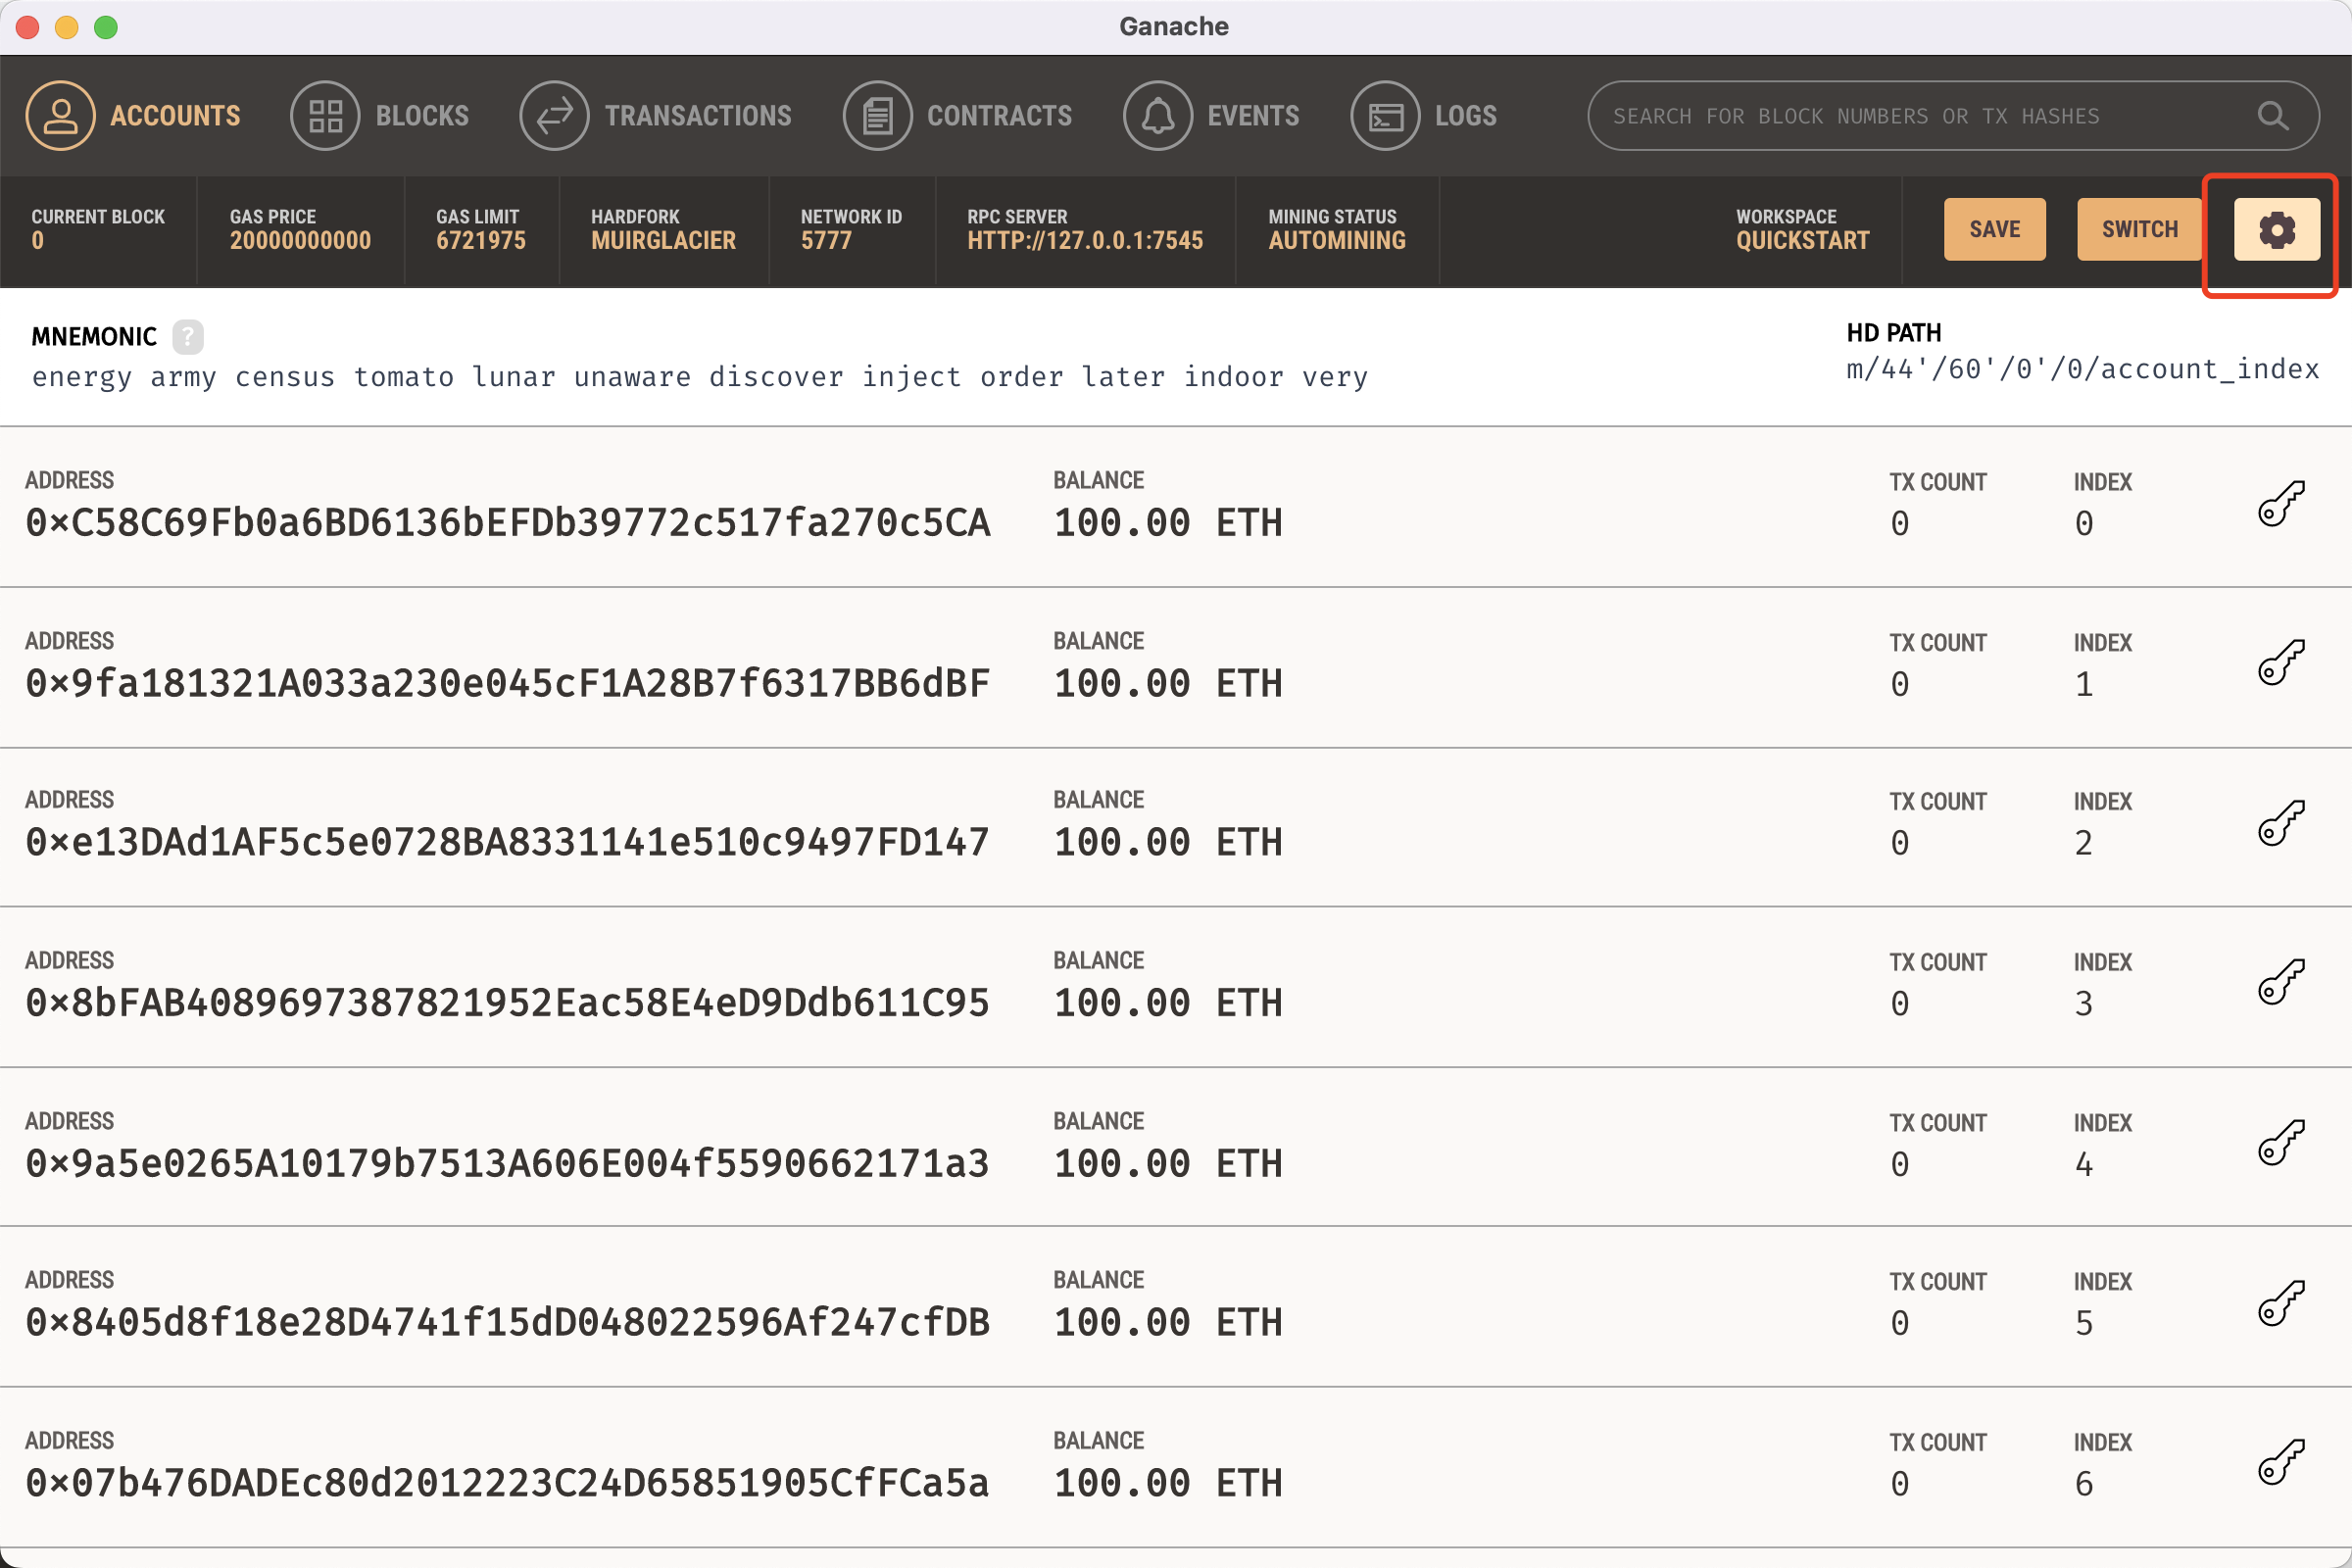 Ganache
ACCOUNTS BLOCKS TRANSACTIONS CONTRACTS EVENTS LOGS SEARCH FOR BLOCK NUMBERS OR TX HASHES
CURRENT BLOCK GAS PRICE GAS LIMIT HARDFORK NETWORK ID RPC SERVER MINING STATUS WORKSPACE
0 20000000000 6721975 MUIRGLACIER 5777 HTTP://127.0.0.1:7545 AUTOMINING QUICKSTART SAVE SWITCH
MNEMONIC ? HD PATH
energy army census tomato lunar unaware discover inject order later indoor very m/44'/60'/0'/0/account_index
ADDRESS BALANCE TX COUNT INDEX
0×C58C69Fb0a6BD6136bEFDb39772c517fa270c5CA 100.00 ETH 0 0
ADDRESS BALANCE TX COUNT INDEX
0×9fa181321A033a230e045cF1A28B7f6317BB6dBF 100.00 ETH 0 1
ADDRESS BALANCE TX COUNT INDEX
0×e13DAd1AF5c5e0728BA8331141e510c9497FD147 100.00 ETH 0 2
ADDRESS BALANCE TX COUNT INDEX
0×8bFAB4089697387821952Eac58E4eD9Ddb611C95 100.00 ETH 0 3
ADDRESS BALANCE TX COUNT INDEX
0×9a5e0265A10179b7513A606E004f5590662171a3 100.00 ETH 0 4
ADDRESS BALANCE TX COUNT INDEX
0×8405d8f18e28D4741f15dD048022596Af247cfDB 100.00 ETH 0 5
ADDRESS BALANCE TX COUNT INDEX
0×07b476DADEc80d2012223C24D65851905CfFCa5a 100.00 ETH 0 6